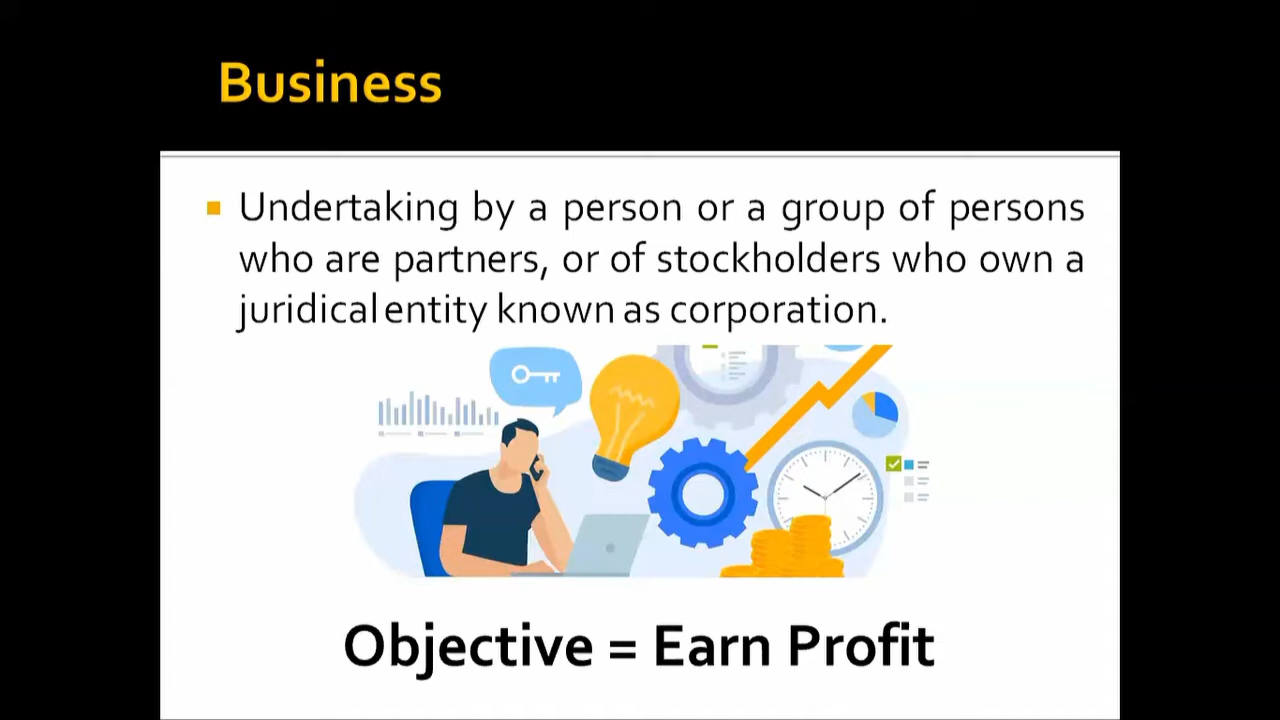 Business
Undertaking by a person or a group of persons
who are partners, or of stockholders who own a
juridical entity known as corporation.
Objective = Earn Profit